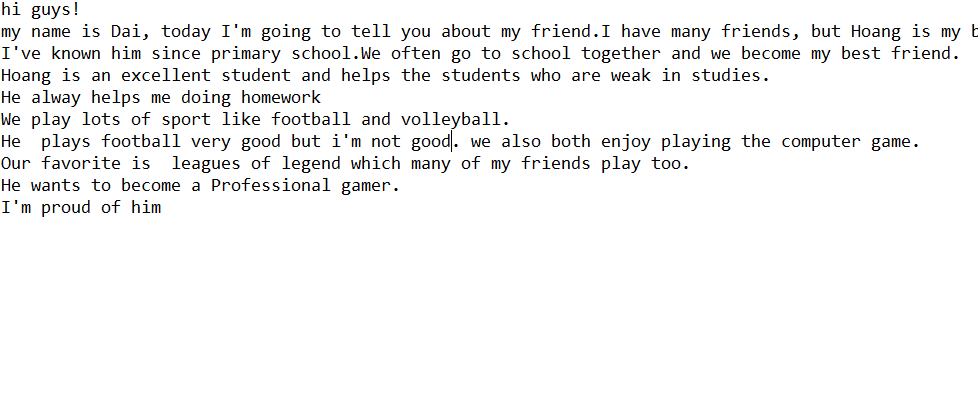 hi guys!
my name is Dai, today I'm going to tell you about my friend.I have many friends, but Hoang is my
I've known him since primary school.We often go to school together and we become my best friend.
Hoang is an excellent student and helps the students who are weak in studies.
He alway helps me doing homework
We play lots of sport like football and volleyball.
He  plays football very good but i'm not good. we also both enjoy playing the computer game.
Our favorite is  leagues of legend which many of my friends play too.
He wants to become a Professional gamer.
I'm proud of him